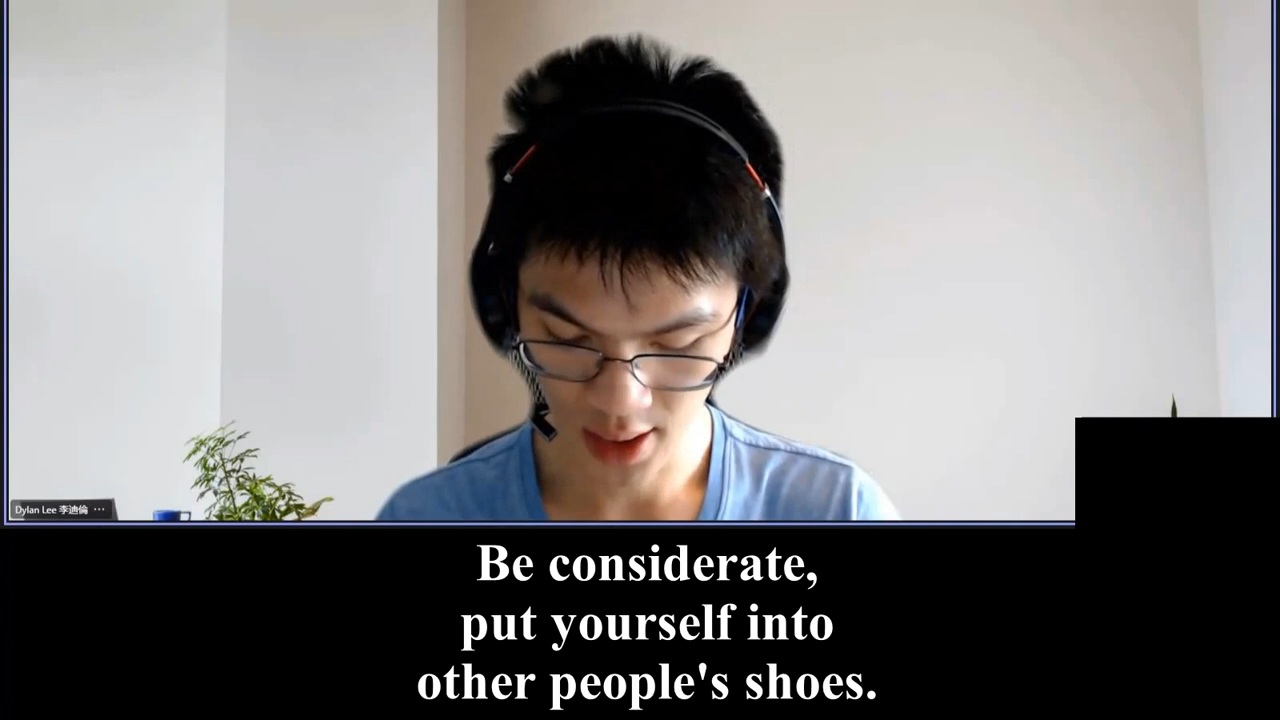 Dylan Lee 李迪倫 ···
Be considerate,
put yourself into
other people's shoes.